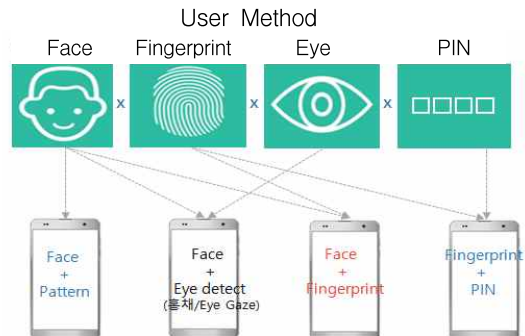 User Method
Face Fingerprint Eye PIN
x x x
Face
+
Pattern
Face
+
Eye detect
(홍채/Eye Gaze)
Face
+
Fingerprint
Fingerprint
+
PIN